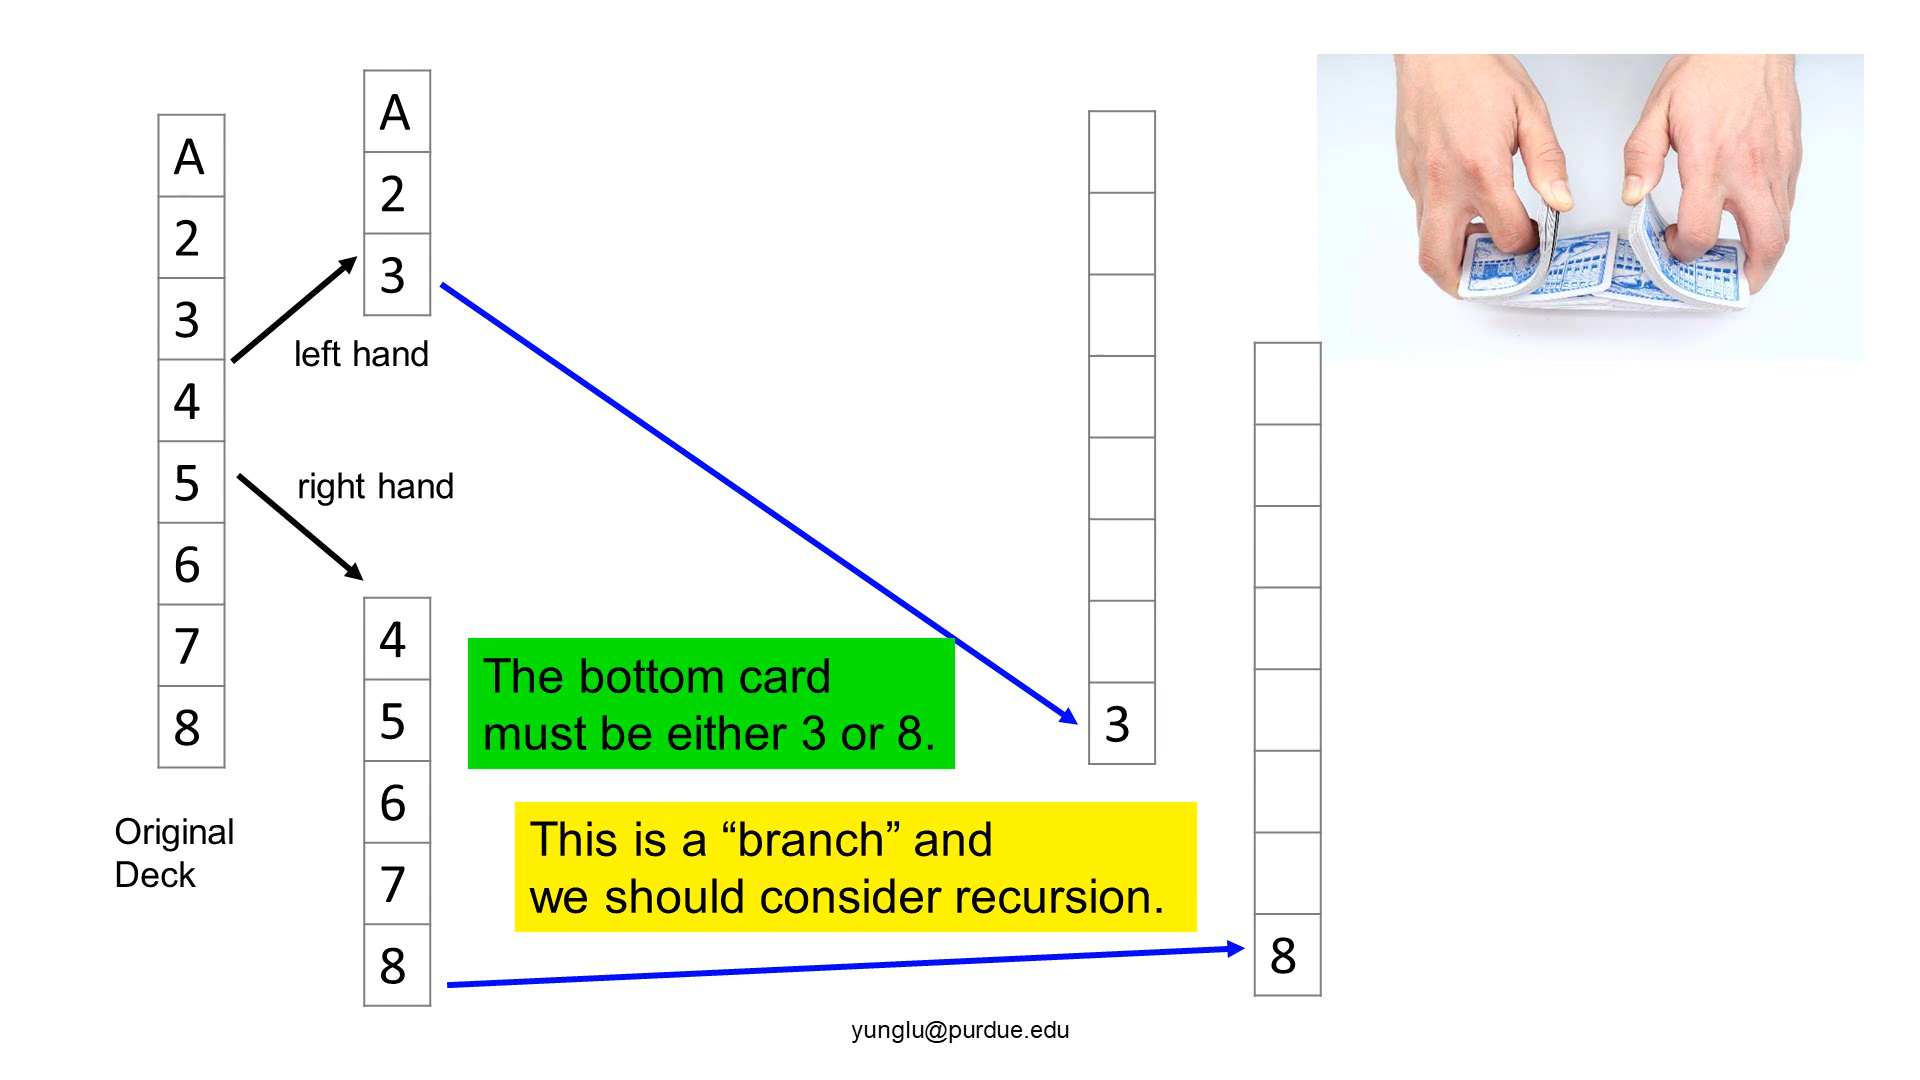 A
2
3
4
5
6
7
8
Original
Deck
A
2
3
left hand
right hand
4
5
6
7
8
The bottom card
must be either 3 or 8.
This is a “branch” and
we should consider recursion.
3
8
yunglu@purdue.edu